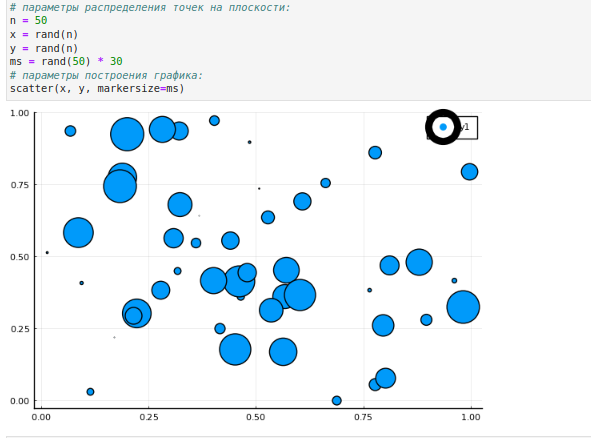 # параметры распределения точек на плоскости:
n = 50
x = rand(n)
y = rand(n)
ms = rand(50) * 30
# параметры построения графика:
scatter(x, y, markersize=ms)
1.00
y1
0.75
0.50
0.25
0.00
0.00 0.25 0.50 0.75 1.00